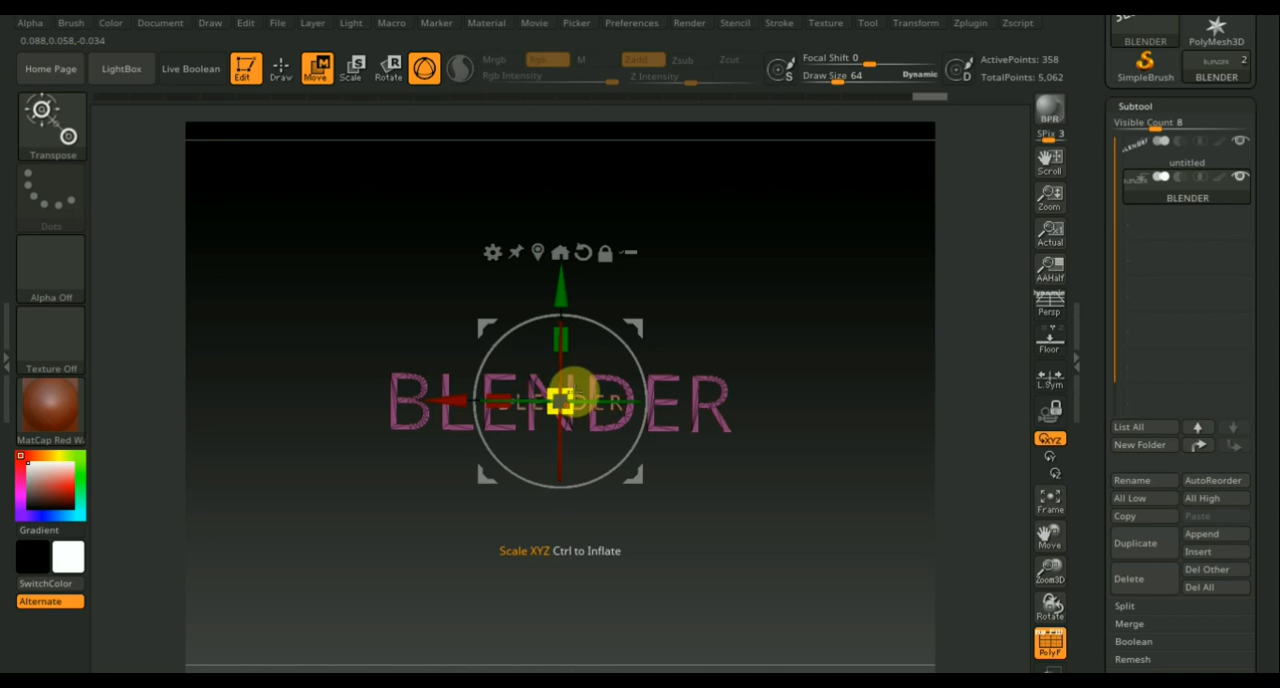 Alpha Brush Color Document Draw Edit File Layer Light Macro Marker Material Movie Picker Preferences Render Stencil Stroke Texture Tool Transform Zplugin Zscript
0.088,0.058,-0.034
Home Page LightBox Live Boolean Edit Draw Move Scale Rotate
Mrgb Rgb M Zadd Zsub Zcut
Rgb Intensity Z Intensity
S Focal Shift 0
Draw Size 64 Dynamic D
ActivePoints: 358
TotalPoints: 5,062
BLENDER PolyMesh3D
SimpleBrush BLENDER 2
Transpose
Dots
Alpha Off
Texture Off
MatCap Red Wa
Gradient
SwitchColor
Alternate
BLENDER
BLENDER
Scale XYZ Ctrl to Inflate
BPR
SPix 3
Scroll
Zoom
Actual
AAHalf
Dynamic
Persp
Floor
L.Sym
XYZ
Y
Z
Frame
Move
Zoom3D
Rotate
PolyF
Subtool
Visible Count 8
BLENDER
untitled
BLENDER
List All
New Folder
Rename AutoReorder
All Low All High
Copy Paste
Duplicate Append
Insert
Delete Del Other
Del All
Split
Merge
Boolean
Remesh